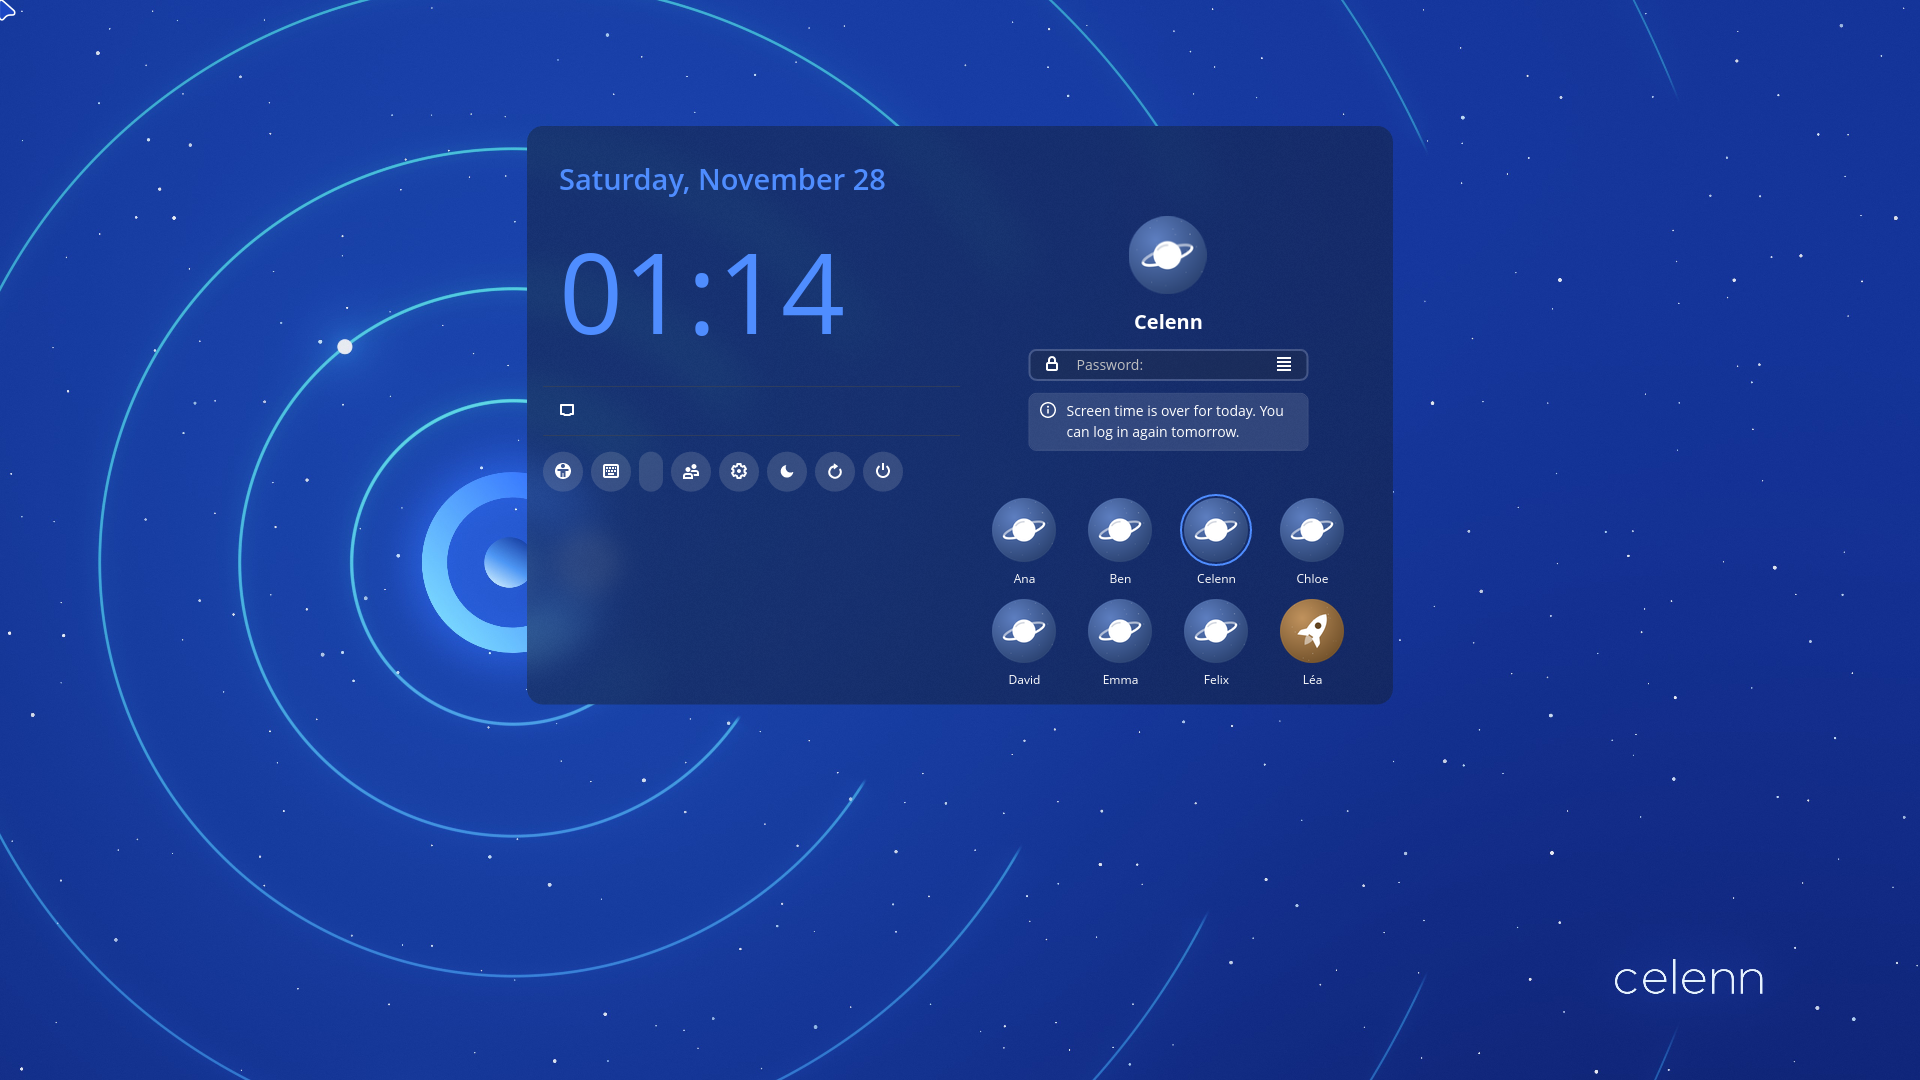 Saturday, November 28
01:14
Celenn
Password:
Screen time is over for today. You
can log in again tomorrow.
Ana
Ben
Celenn
Chloe
David
Emma
Felix
Léa
celenn